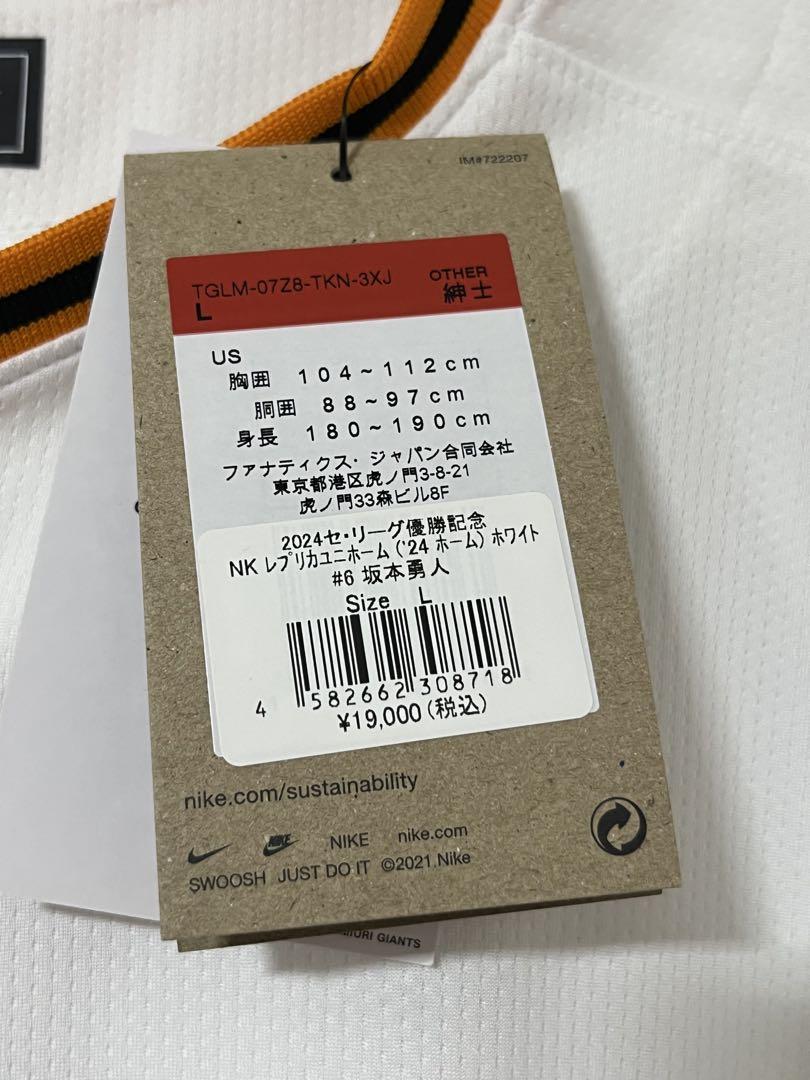 IM#722207
TGLM-07Z8-TKN-3XJ
OTHER
L
紳士
US
胸囲 104~112cm
胴囲 88~97cm
身長 180~190cm
ファナティクス・ジャパン合同会社
東京都港区虎ノ門3-8-21
虎ノ門33森ビル8F
2024セ・リーグ優勝記念
NK レプリカユニホーム ('24 ホーム) ホワイト
#6 坂本勇人
Size L
4 582662 308718
¥19,000(税込)
nike.com/sustainability
NIKE NIKE nike.com
SWOOSH JUST DO IT ©2021 Nike
GIANTS